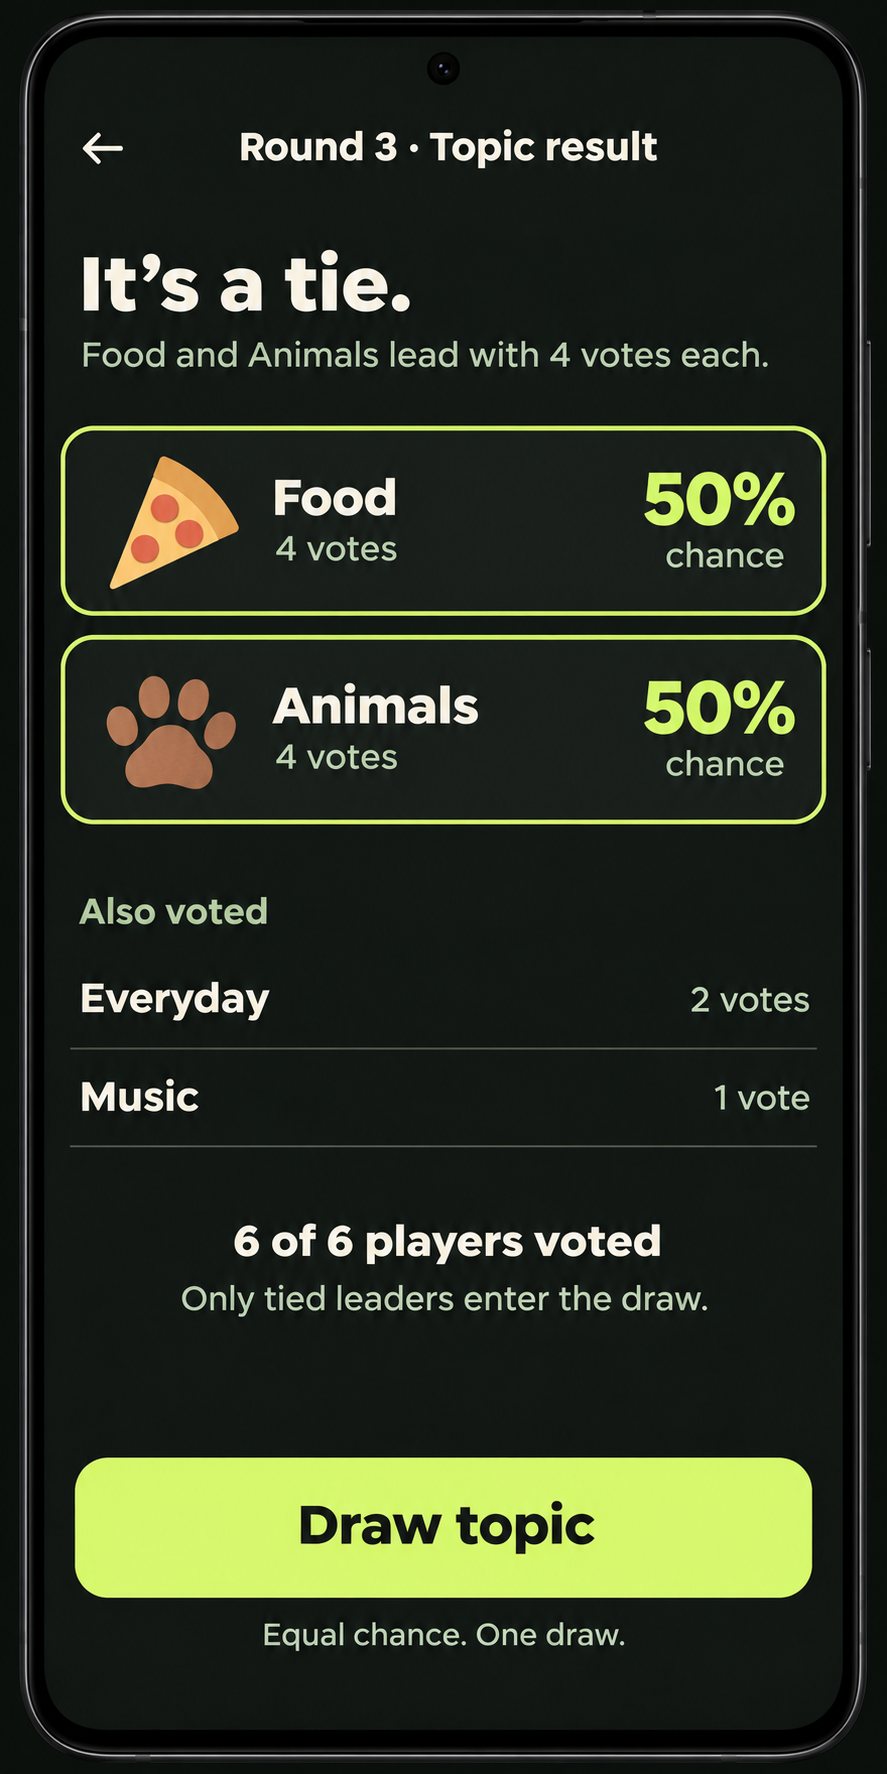 Round 3 · Topic result
It’s a tie.
Food and Animals lead with 4 votes each.
Food
4 votes
50%
chance
Animals
4 votes
50%
chance
Also voted
Everyday
2 votes
Music
1 vote
6 of 6 players voted
Only tied leaders enter the draw.
Draw topic
Equal chance. One draw.